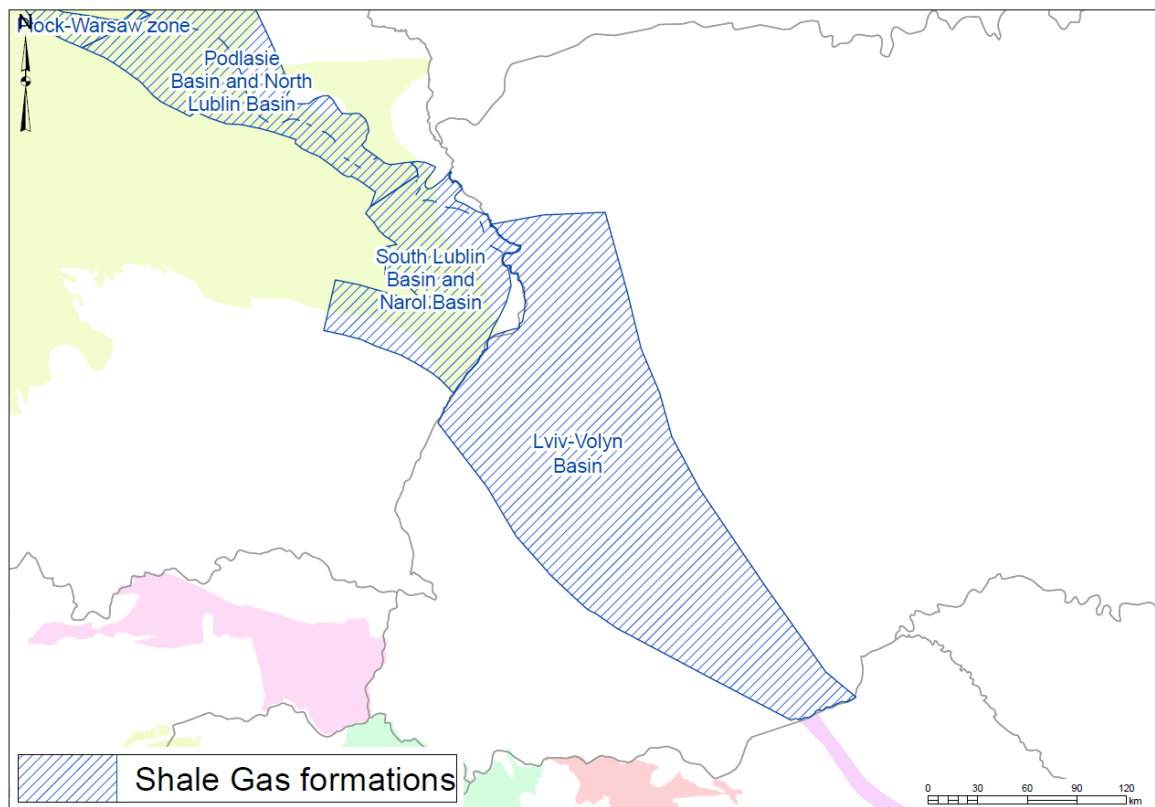 N
Plock-Warsaw zone
Podlasie
Basin and North
Lublin Basin
South Lublin
Basin and
Narol Basin
Lviv-Volyn
Basin
Shale Gas formations
0 30 60 90 120
km